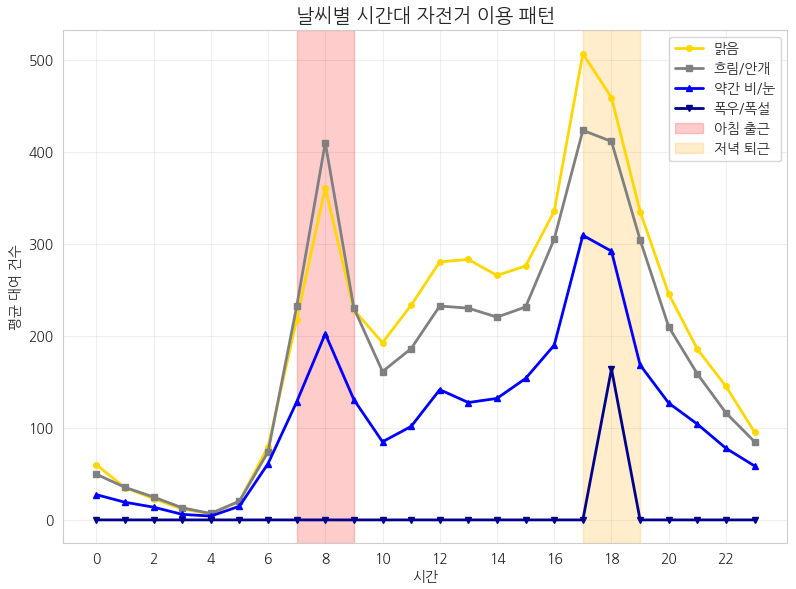 날씨별 시간대 자전거 이용 패턴
맑음
흐림/안개
약간 비/눈
폭우/폭설
아침 출근
저녁 퇴근
평균 대여 건수
500
400
300
200
100
0
0 2 4 6 8 10 12 14 16 18 20 22
시간